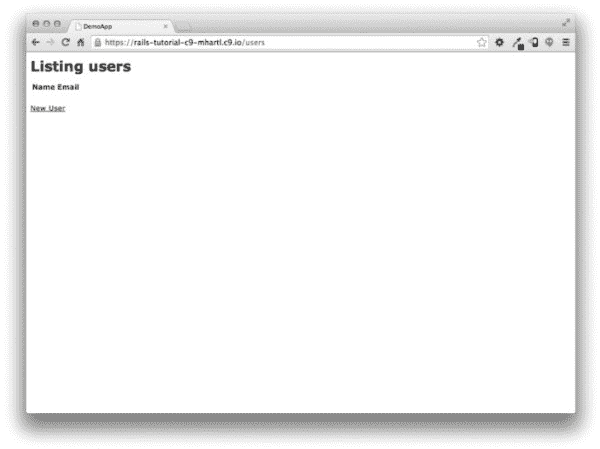 DemoApp
https://rails-tutorial-c9-mhartl.c9.io/users
Listing users
Name Email
New User